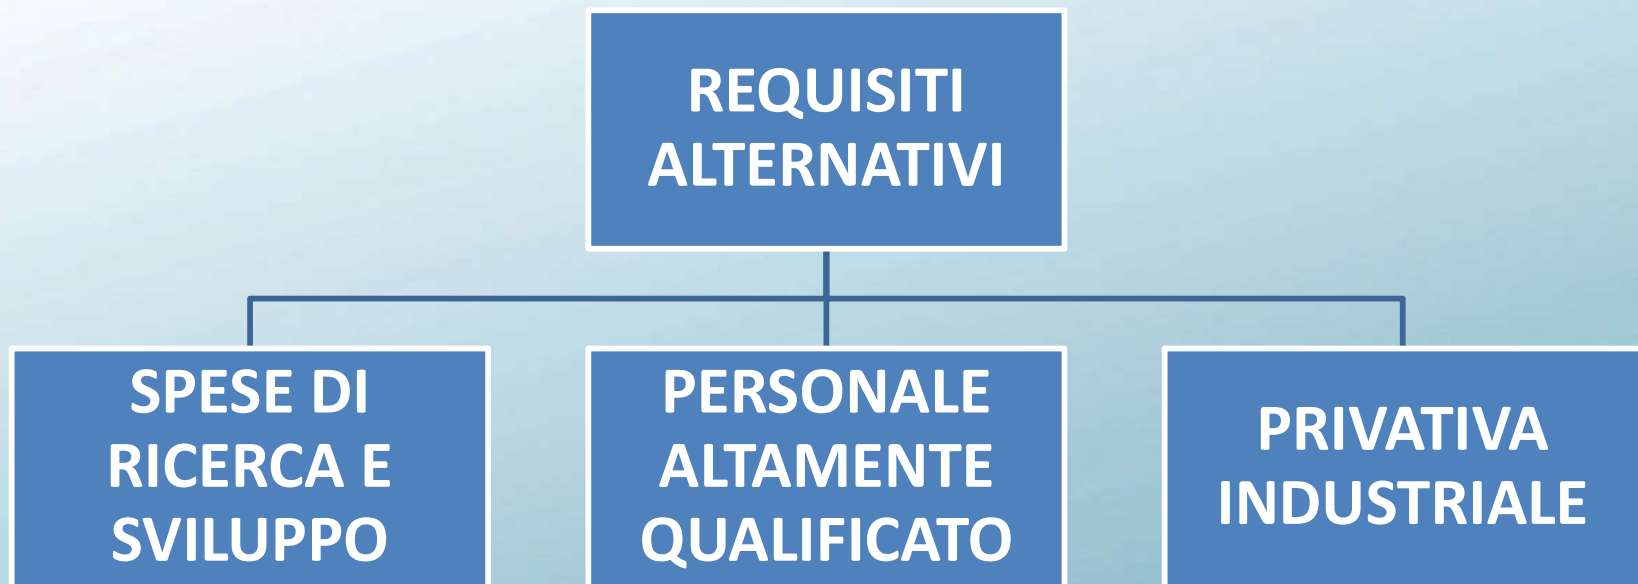 REQUISITI
ALTERNATIVI
SPESE DI
RICERCA E
SVILUPPO
PERSONALE
ALTAMENTE
QUALIFICATO
PRIVATIVA
INDUSTRIALE